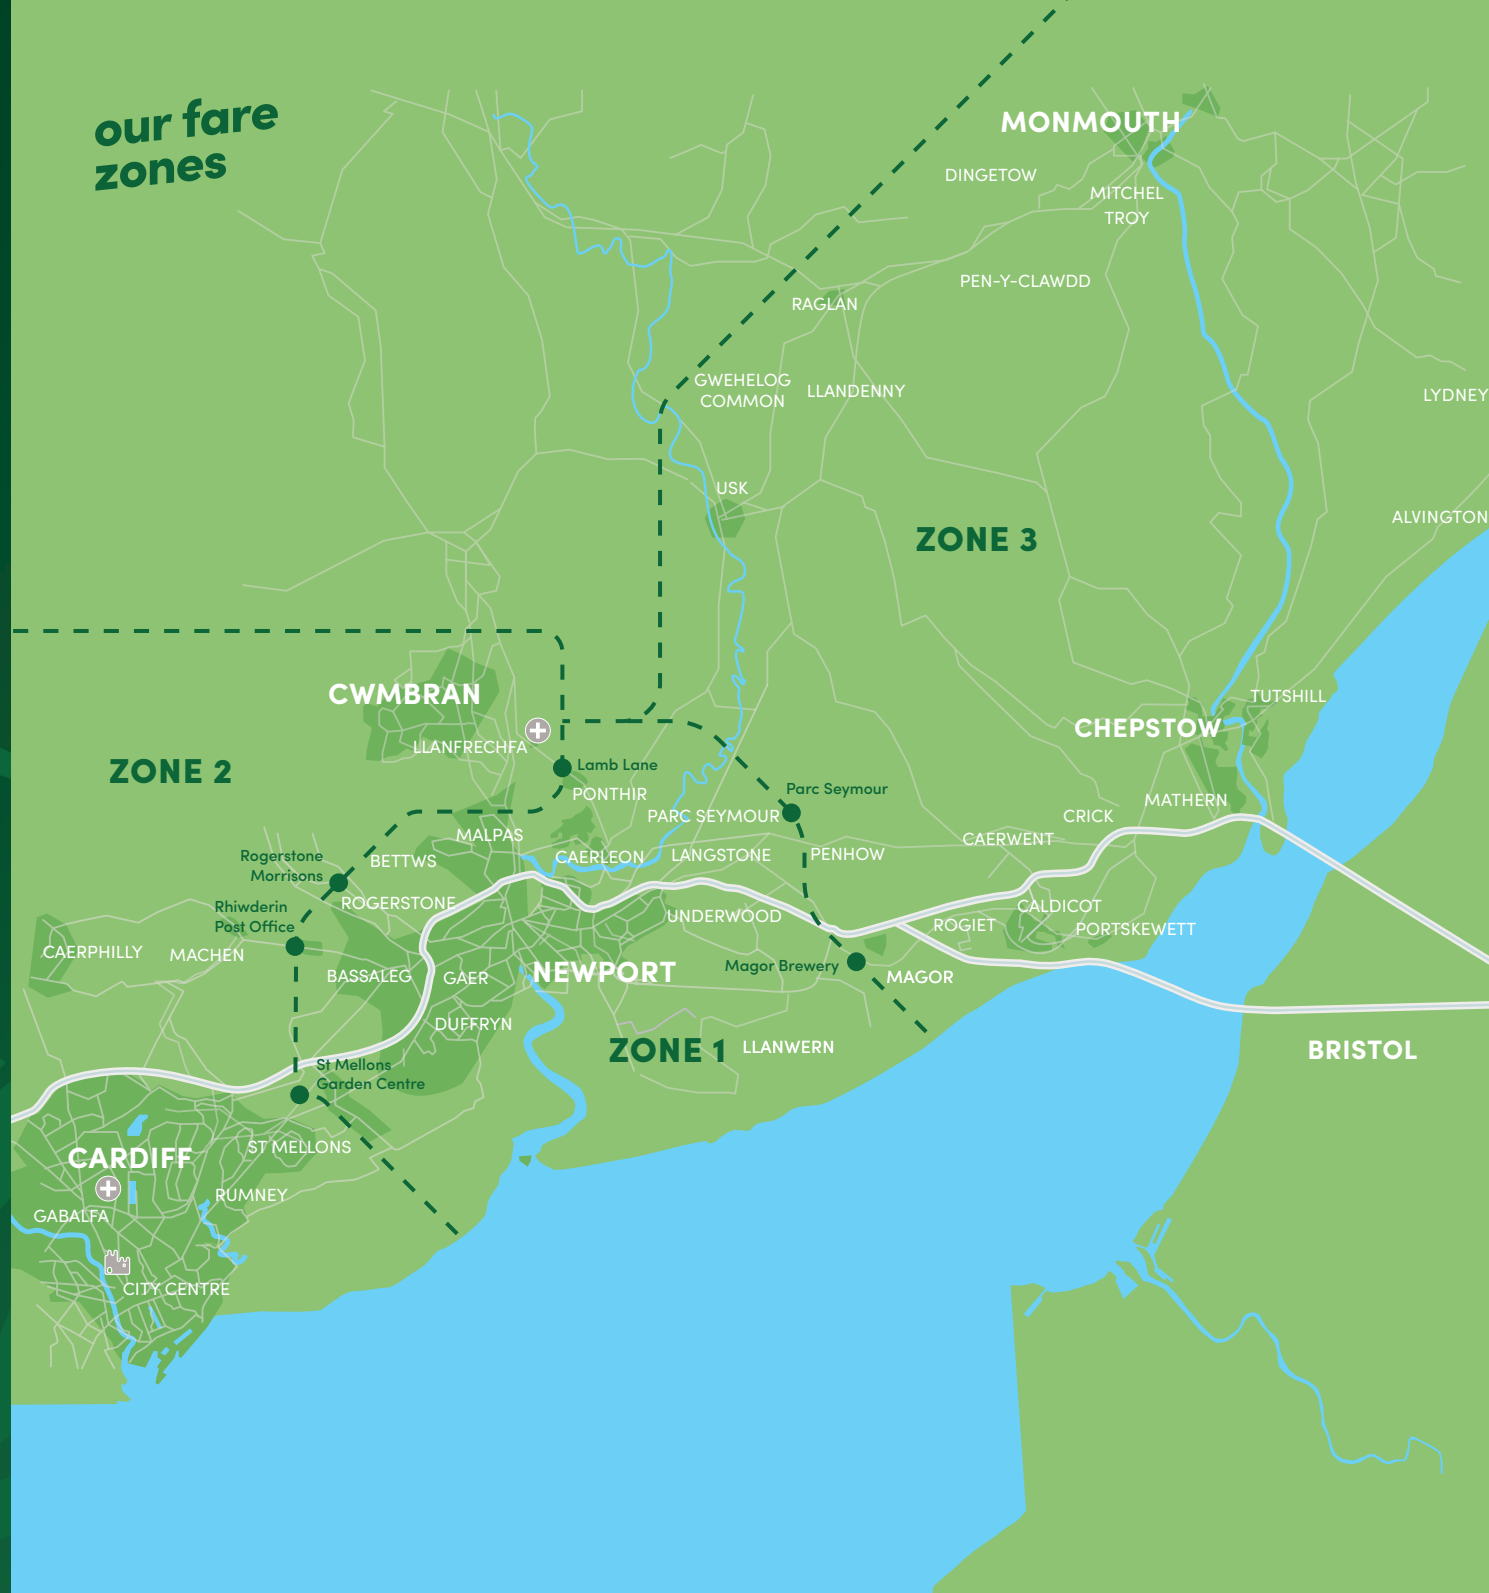 our fare
zones
MONMOUTH
DINGETOW
MITCHEL
TROY
PEN-Y-CLAWDD
RAGLAN
GWEHELOG
COMMON
LLANDENNY
LYDNEY
USK
ALVINGTON
ZONE 3
CWMBRAN
TUTSHILL
CHEPSTOW
LLANFRECHFA
ZONE 2
Lamb Lane
PONTHIR
Parc Seymour
PARC SEYMOUR
MATHERN
CRICK
MALPAS
CAERWENT
BETTWS
CAERLEON
LANGSTONE
PENHOW
Rogerstone
Morrisons
ROGERSTONE
Rhiwderin
Post Office
UNDERWOOD
CALDICOT
ROGIET
PORTSKEWETT
CAERPHILLY
MACHEN
BASSALEG
GAER
NEWPORT
Magor Brewery
MAGOR
DUFFRYN
ZONE 1
LLANWERN
BRISTOL
St Mellons
Garden Centre
ST MELLONS
CARDIFF
RUMNEY
GABALFA
CITY CENTRE